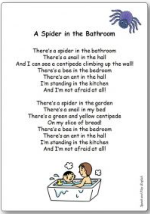 A Spider in the Bathroom
There's a spider in the bathroom
There's a snail in the hall
And I can see a centipede climbing up the wall!
There's a bee in the bedroom
There's an ant in the hall
I'm standing in the kitchen
And I'm not afraid at all!
There's a spider in the garden
There's a snail in my bed
There's a green and yellow centipede
On my slice of bread!
There's a bee in the bedroom
There's an ant in the hall
I'm standing in the kitchen
And I'm not afraid at all!